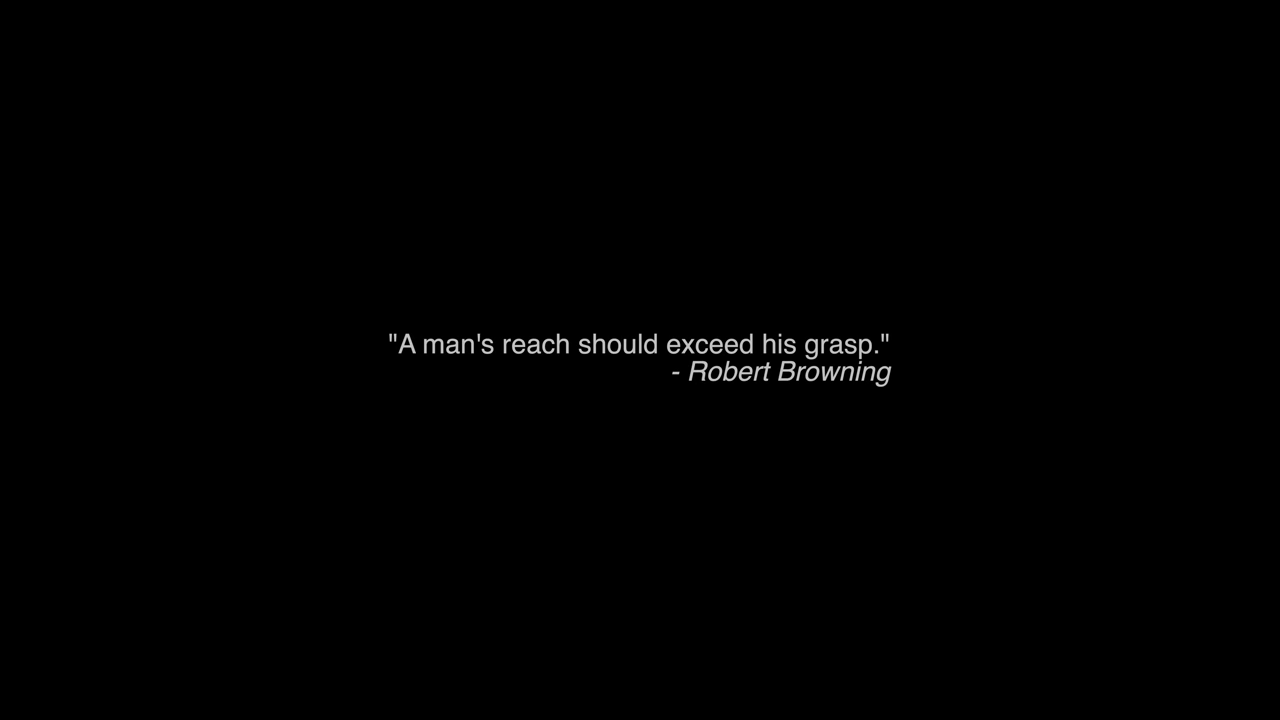 "A man's reach should exceed his grasp."
- Robert Browning